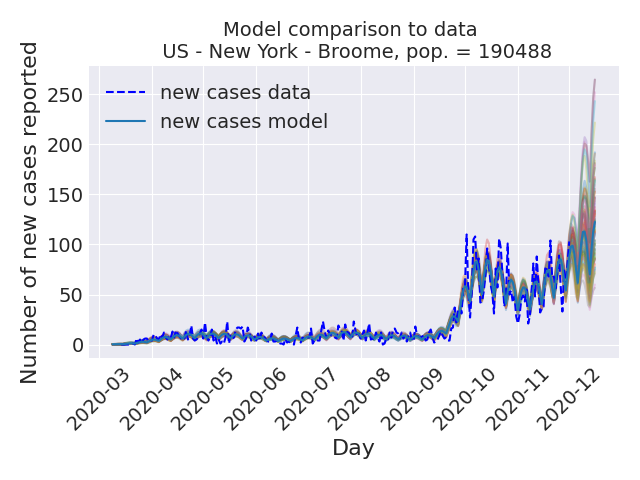 Model comparison to data
US - New York - Broome, pop. = 190488
Number of new cases reported
250
200
150
100
50
0
new cases data
new cases model
2020-03
2020-04
2020-05
2020-06
2020-07
2020-08
2020-09
2020-10
2020-11
2020-12
Day